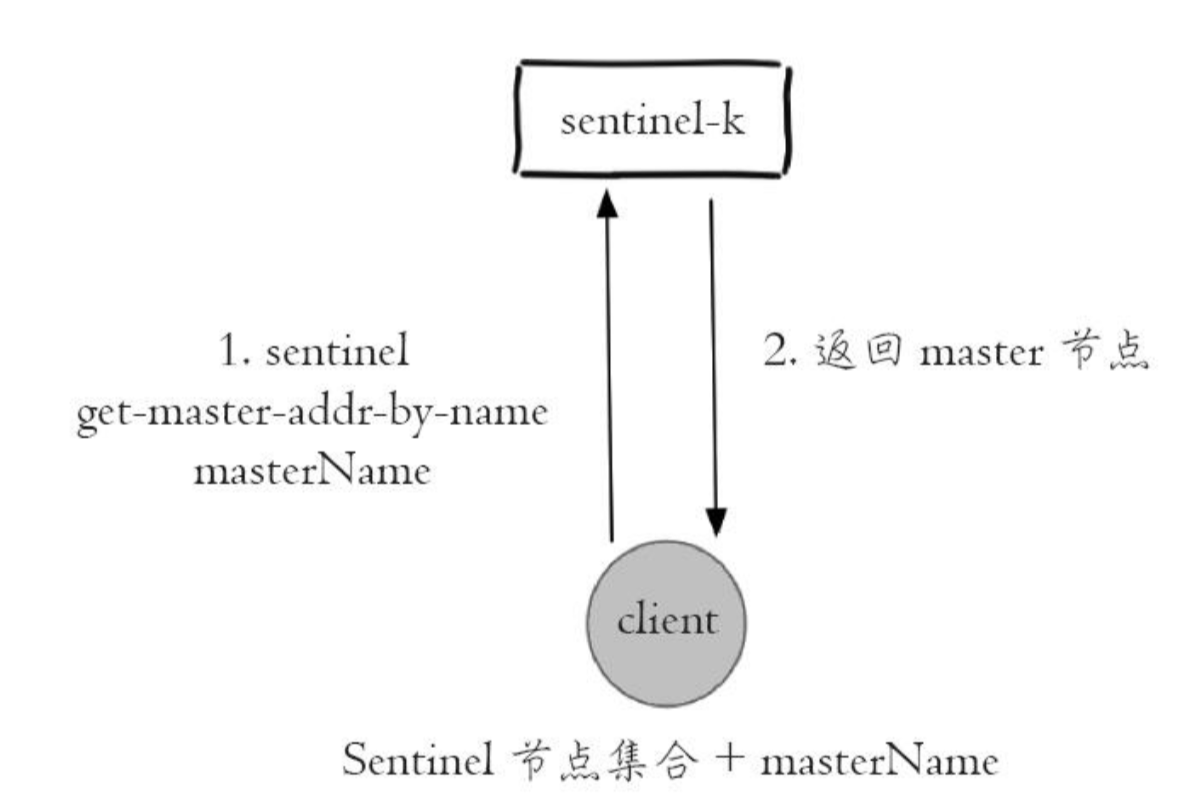 sentinel-k
1. sentinel
get-master-addr-by-name
masterName
2. 返回 master 节点
client
Sentinel 节点集合 + masterName